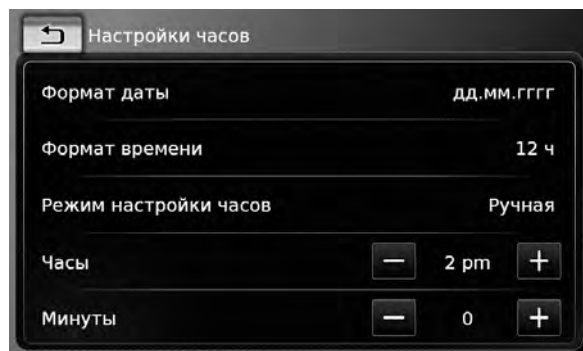 Настройки часов
Формат даты дд.мм.гггг
Формат времени 12 ч
Режим настройки часов Ручная
Часы — 2 pm +
Минуты — 0 +